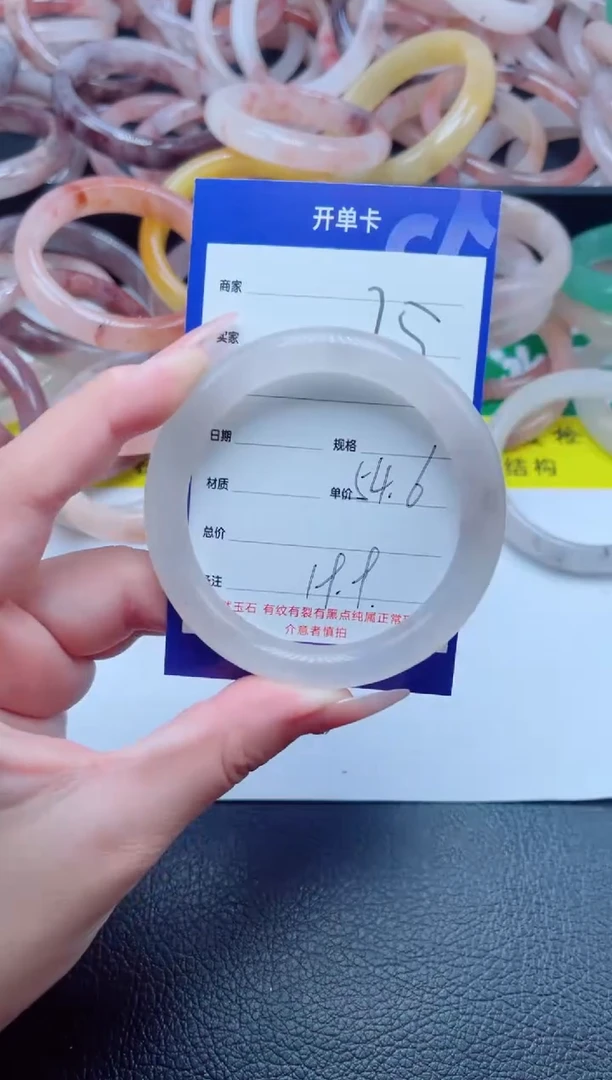 开单卡
商家 75
买家
日期 规格
材质 单价 54.6
总价
注
玉石 有纹有裂有黑点纯属正常
介意者慎拍
检
结构